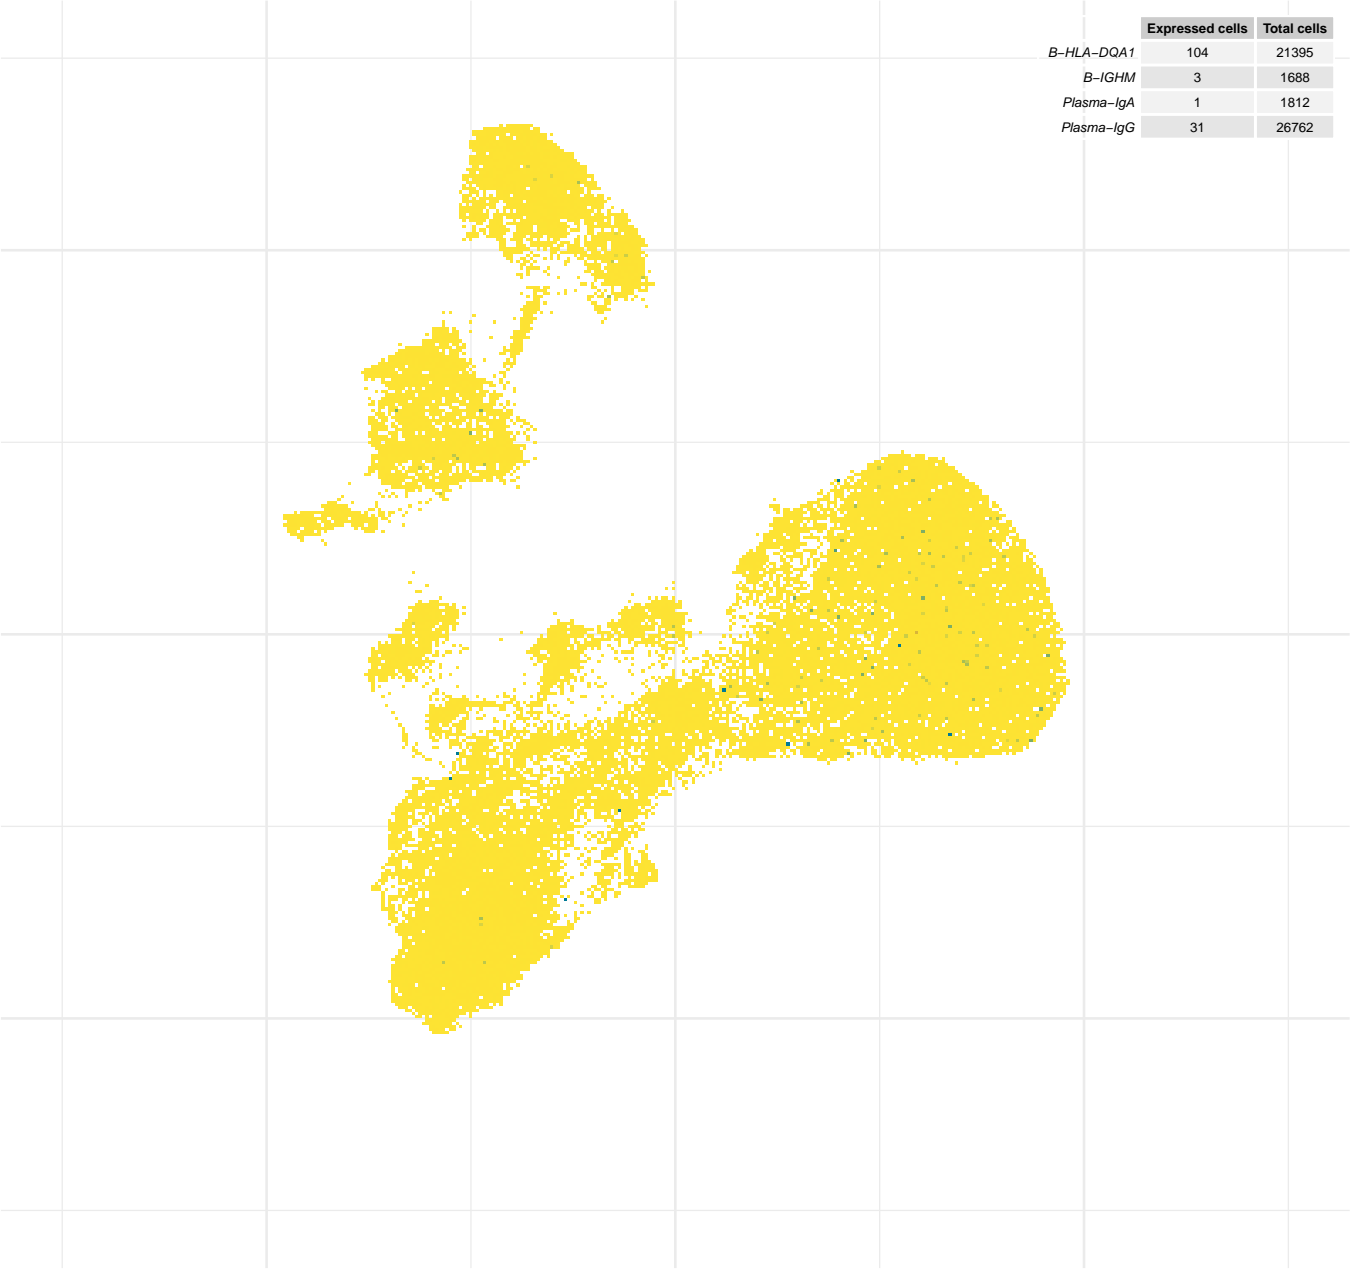 Expressed cells Total cells
B−HLA−DQA1 104 21395
B−IGHM 3 1688
Plasma−IgA 1 1812
Plasma−IgG 31 26762